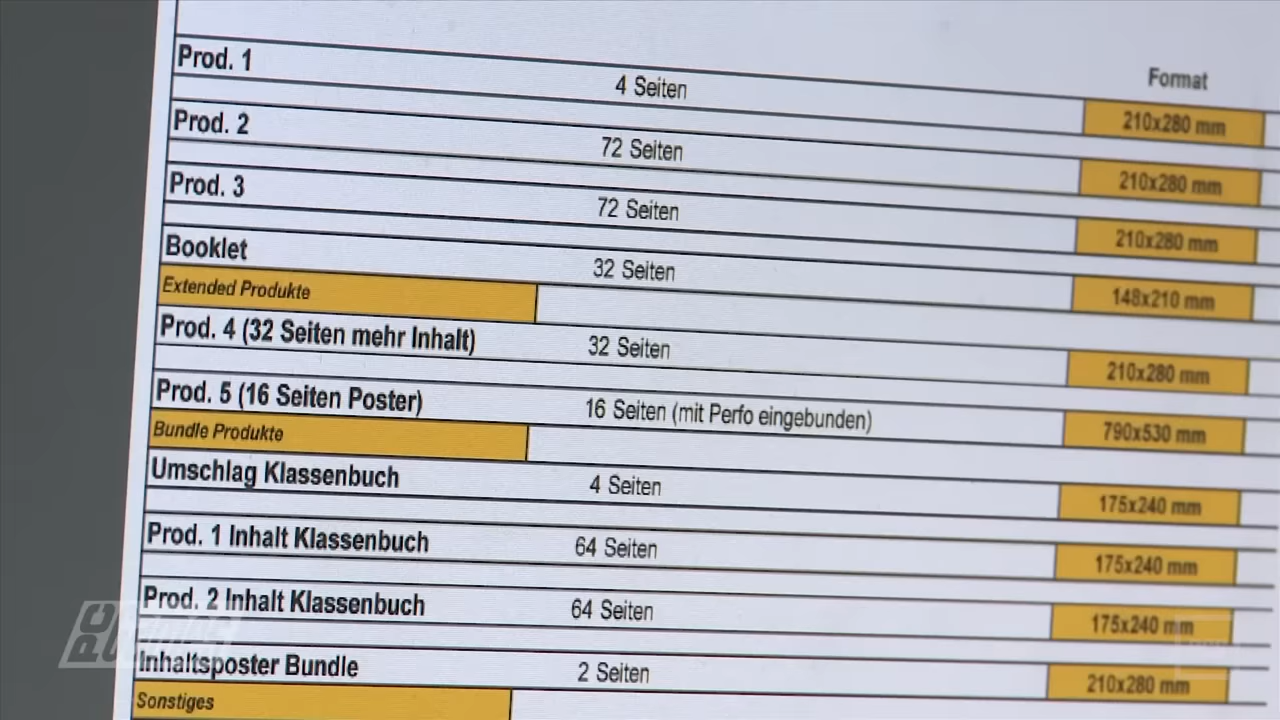 Format
Prod. 1 4 Seiten 210x280 mm
Prod. 2 72 Seiten 210x280 mm
Prod. 3 72 Seiten 210x280 mm
Booklet 32 Seiten 148x210 mm
Extended Produkte
Prod. 4 (32 Seiten mehr Inhalt) 32 Seiten 210x280 mm
Prod. 5 (16 Seiten Poster) 16 Seiten (mit Perfo eingebunden) 790x530 mm
Bundle Produkte
Umschlag Klassenbuch 4 Seiten 175x240 mm
Prod. 1 Inhalt Klassenbuch 64 Seiten 175x240 mm
Prod. 2 Inhalt Klassenbuch 64 Seiten 175x240 mm
Inhaltsposter Bundle 2 Seiten 210x280 mm
Sonstiges
PC GAMES